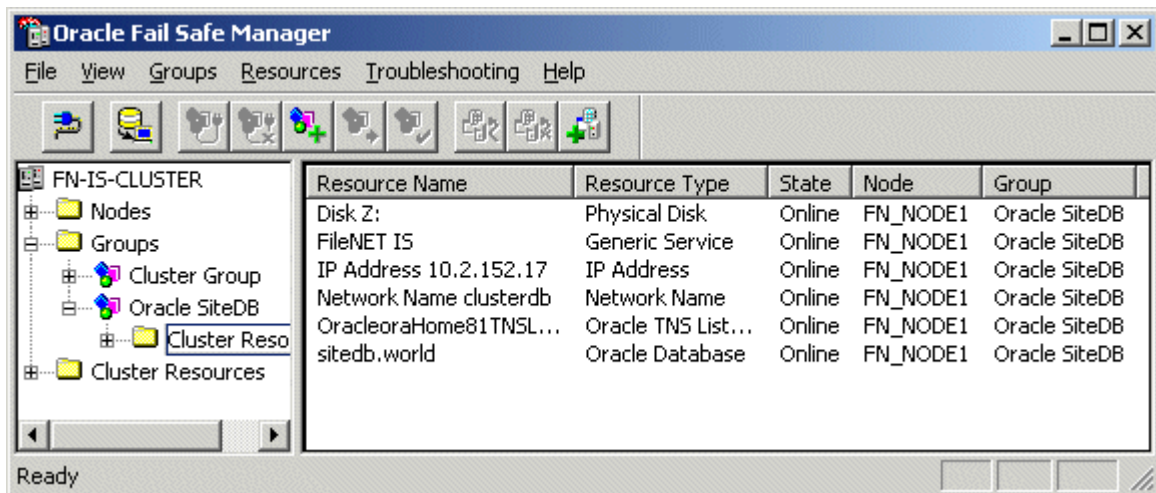 Oracle Fail Safe Manager
File View Groups Resources Troubleshooting Help
FN-IS-CLUSTER
Nodes
Groups
Cluster Group
Oracle SiteDB
Cluster Reso
Cluster Resources
Resource Name Resource Type State Node Group
Disk Z: Physical Disk Online FN_NODE1 Oracle SiteDB
FileNET IS Generic Service Online FN_NODE1 Oracle SiteDB
IP Address 10.2.152.17 IP Address Online FN_NODE1 Oracle SiteDB
Network Name clusterdb Network Name Online FN_NODE1 Oracle SiteDB
OracleoraHome81TNSL... Oracle TNS List... Online FN_NODE1 Oracle SiteDB
sitedb.world Oracle Database Online FN_NODE1 Oracle SiteDB
Ready